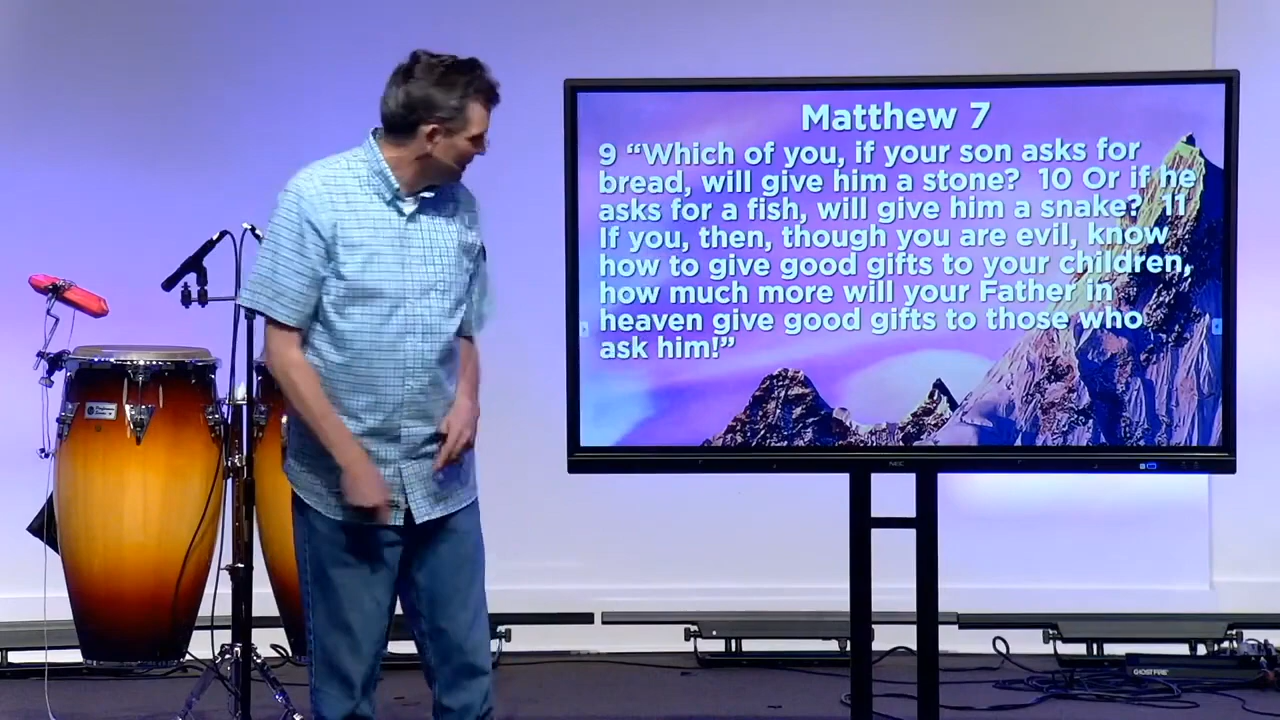 Matthew 7
9 “Which of you, if your son asks for
bread, will give him a stone?  10 Or if he
asks for a fish, will give him a snake?  11
If you, then, though you are evil, know
how to give good gifts to your children,
how much more will your Father in
heaven give good gifts to those who
ask him!”
NEC
GHOST FIRE